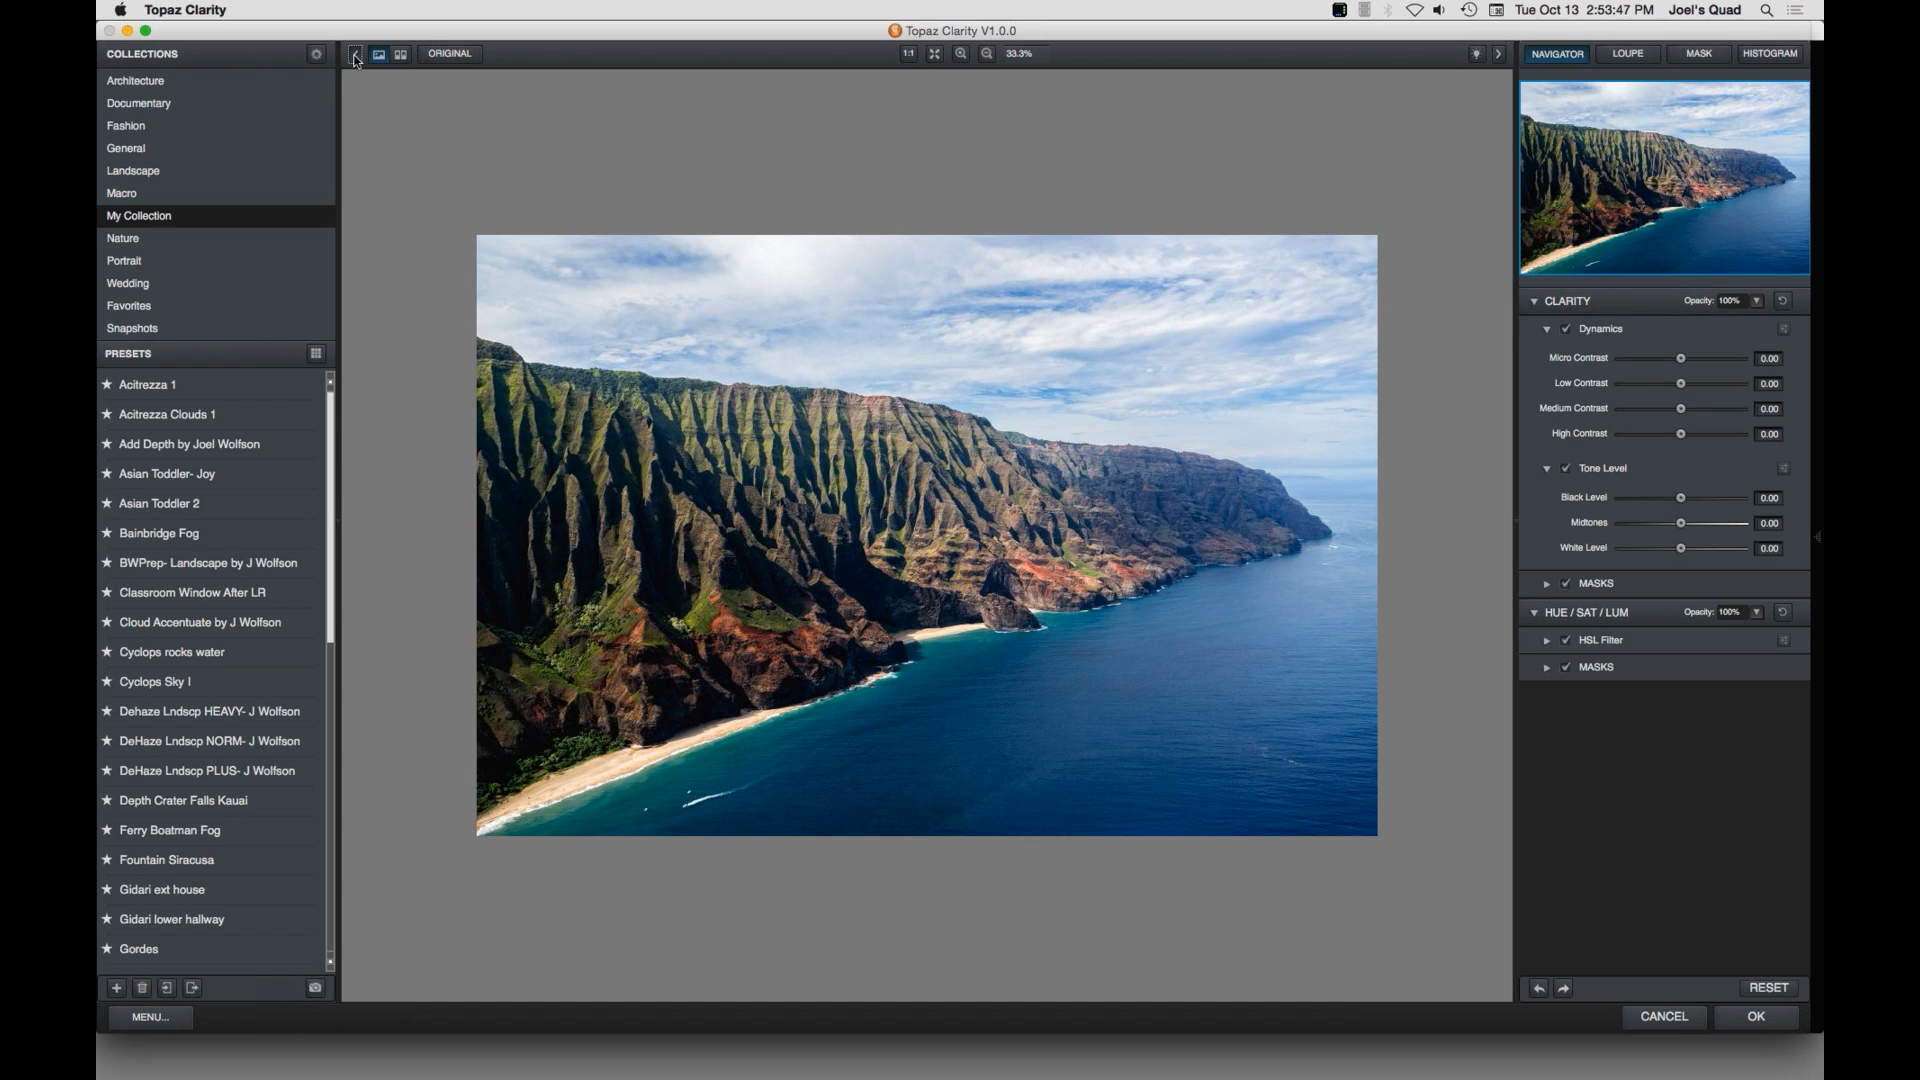 Topaz Clarity
Tue Oct 13 2:53:47 PM Joel's Quad
Topaz Clarity V1.0.0
COLLECTIONS
Architecture
Documentary
Fashion
General
Landscape
Macro
My Collection
Nature
Portrait
Wedding
Favorites
Snapshots
PRESETS
Acitrezza 1
Acitrezza Clouds 1
Add Depth by Joel Wolfson
Asian Toddler- Joy
Asian Toddler 2
Bainbridge Fog
BWPrep- Landscape by J Wolfson
Classroom Window After LR
Cloud Accentuate by J Wolfson
Cyclops rocks water
Cyclops Sky I
Dehaze Lndscp HEAVY- J Wolfson
DeHaze Lndscp NORM- J Wolfson
DeHaze Lndscp PLUS- J Wolfson
Depth Crater Falls Kauai
Ferry Boatman Fog
Fountain Siracusa
Gidari ext house
Gidari lower hallway
Gordes
MENU...
ORIGINAL
1:1
33.3%
NAVIGATOR LOUPE MASK HISTOGRAM
CLARITY Opacity: 100%
Dynamics
Micro Contrast 0.00
Low Contrast 0.00
Medium Contrast 0.00
High Contrast 0.00
Tone Level
Black Level 0.00
Midtones 0.00
White Level 0.00
MASKS
HUE / SAT / LUM Opacity: 100%
HSL Filter
MASKS
RESET
CANCEL OK